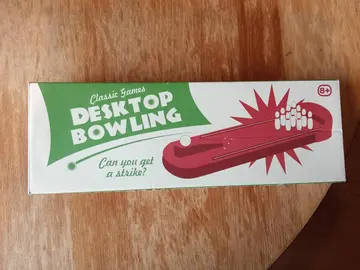 Classic Games
DESKTOP
BOWLING
Can you get
a strike?
8+